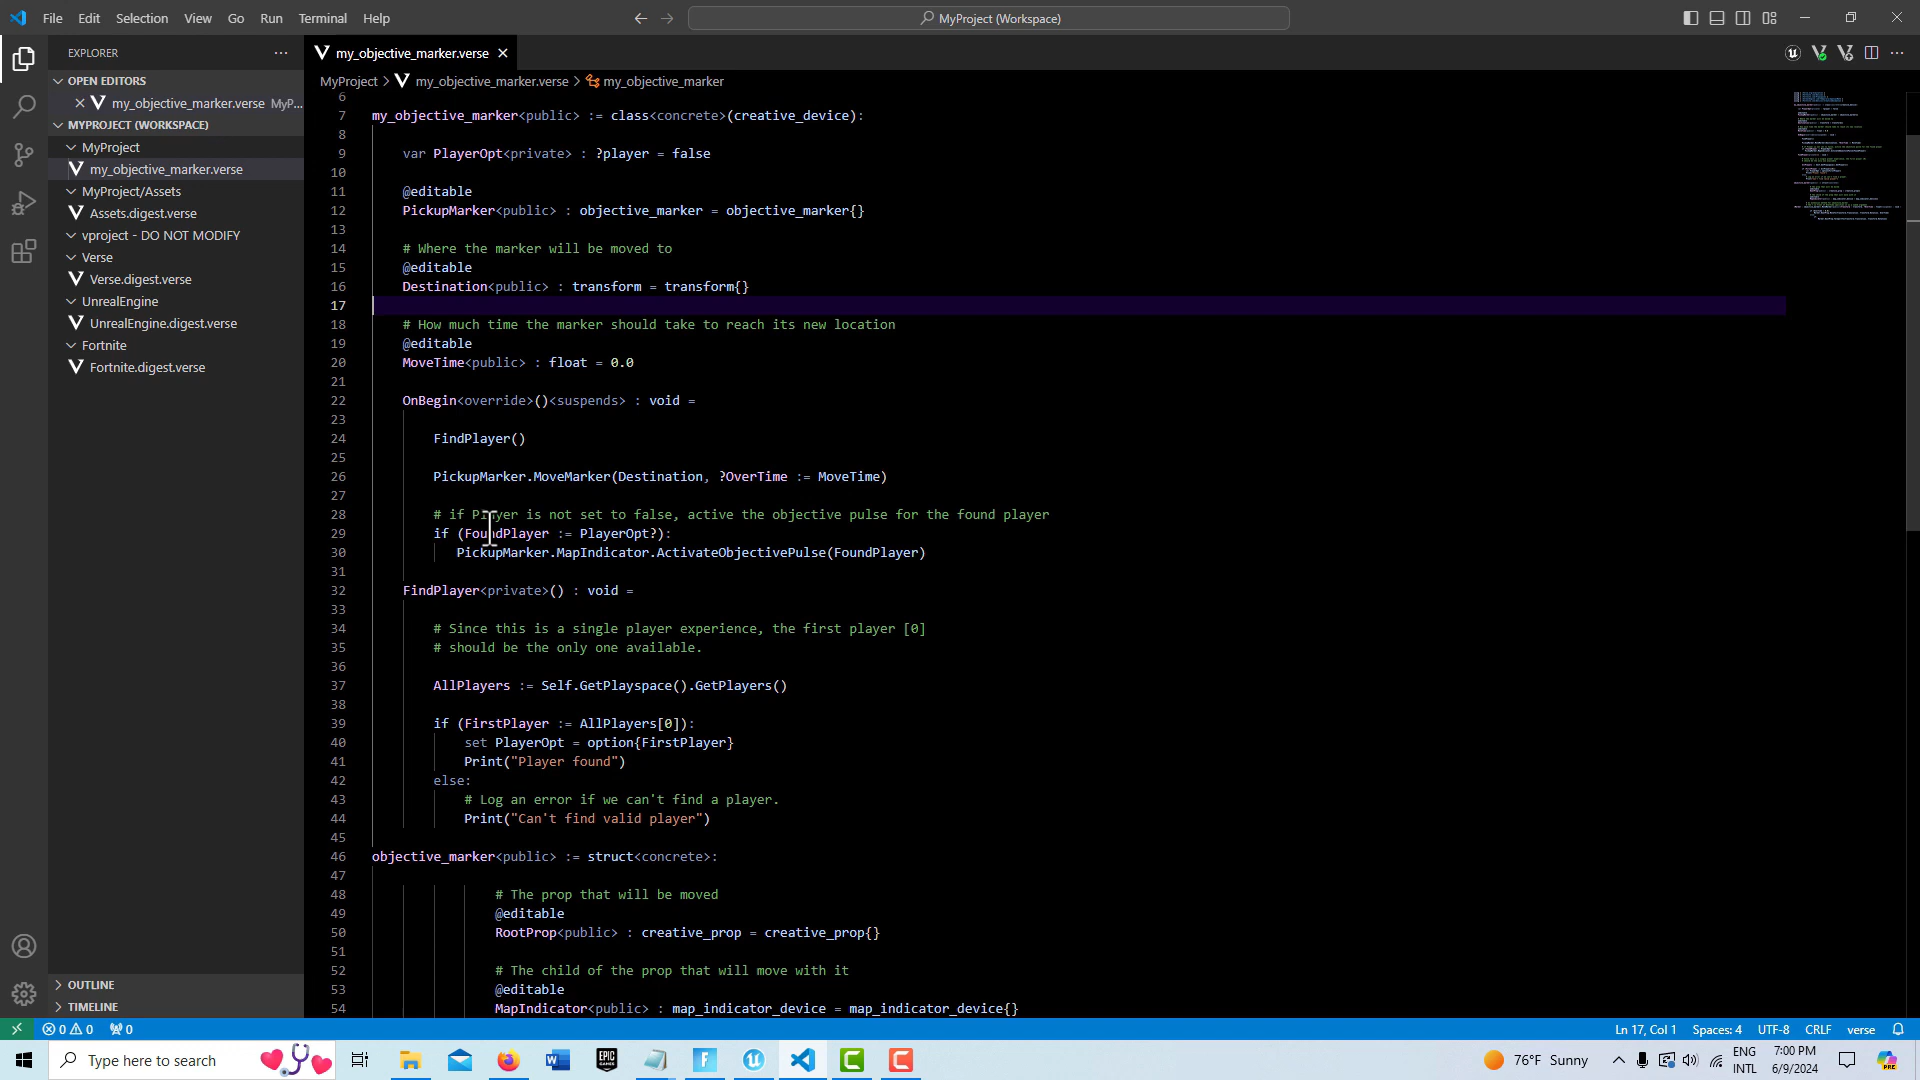 File Edit Selection View Go Run Terminal Help
MyProject (Workspace)
EXPLORER
my_objective_marker.verse
OPEN EDITORS
my_objective_marker.verse MyP...
MYPROJECT (WORKSPACE)
MyProject
my_objective_marker.verse
MyProject/Assets
Assets.digest.verse
vproject - DO NOT MODIFY
Verse
Verse.digest.verse
UnrealEngine
UnrealEngine.digest.verse
Fortnite
Fortnite.digest.verse
OUTLINE
TIMELINE
MyProject > my_objective_marker.verse > my_objective_marker
6
7 my_objective_marker<public> := class<concrete>(creative_device):
8
9 var PlayerOpt<private> : ?player = false
10
11 @editable
12 PickupMarker<public> : objective_marker = objective_marker{}
13
14 # Where the marker will be moved to
15 @editable
16 Destination<public> : transform = transform{}
17
18 # How much time the marker should take to reach its new location
19 @editable
20 MoveTime<public> : float = 0.0
21
22 OnBegin<override>()<suspends> : void =
23
24 FindPlayer()
25
26 PickupMarker.MoveMarker(Destination, ?OverTime := MoveTime)
27
28 # if Player is not set to false, active the objective pulse for the found player
29 if (FoundPlayer := PlayerOpt?):
30 PickupMarker.MapIndicator.ActivateObjectivePulse(FoundPlayer)
31
32 FindPlayer<private>() : void =
33
34 # Since this is a single player experience, the first player [0]
35 # should be the only one available.
36
37 AllPlayers := Self.GetPlayspace().GetPlayers()
38
39 if (FirstPlayer := AllPlayers[0]):
40 set PlayerOpt = option{FirstPlayer}
41 Print("Player found")
42 else:
43 # Log an error if we can't find a player.
44 Print("Can't find valid player")
45
46 objective_marker<public> := struct<concrete>:
47
48 # The prop that will be moved
49 @editable
50 RootProp<public> : creative_prop = creative_prop{}
51
52 # The child of the prop that will move with it
53 @editable
54 MapIndicator<public> : map_indicator_device = map_indicator_device{}
0 0 0
Ln 17, Col 1 Spaces: 4 UTF-8 CRLF verse
Type here to search
EPIC GAMES
76°F Sunny
ENG
INTL
7:00 PM
6/9/2024